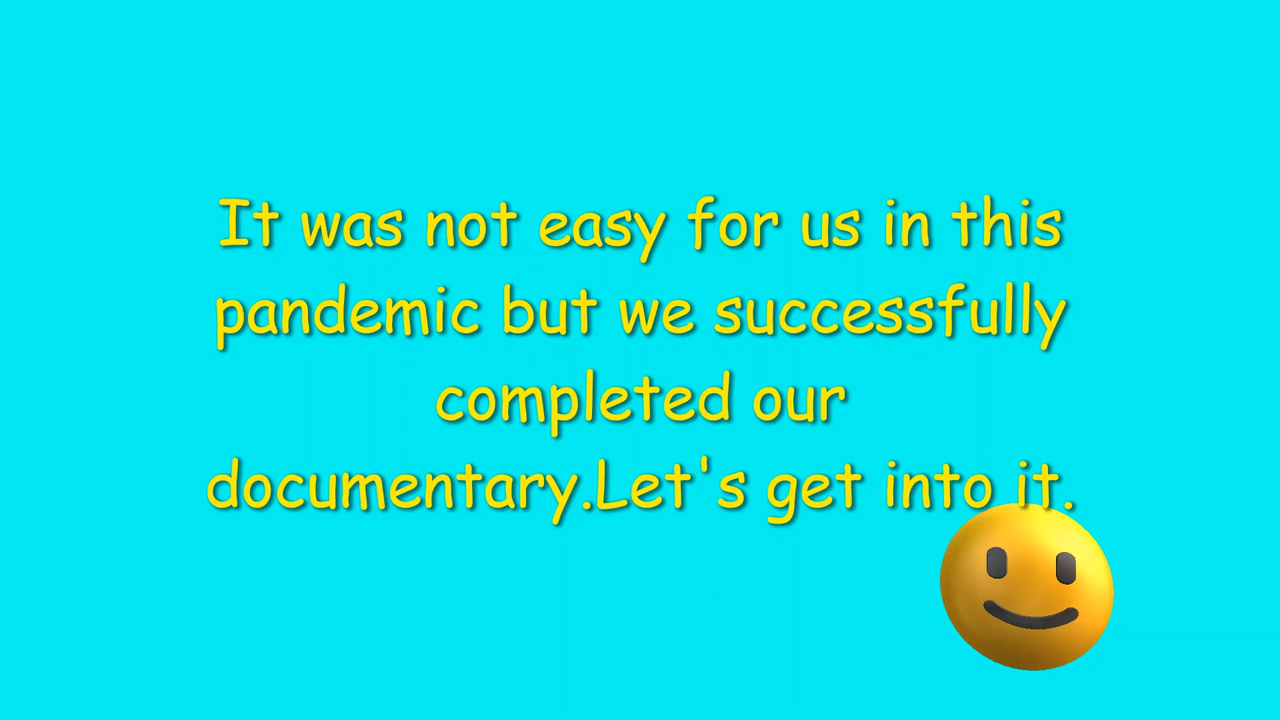 It was not easy for us in this
pandemic but we successfully
completed our
documentary.Let's get into it.